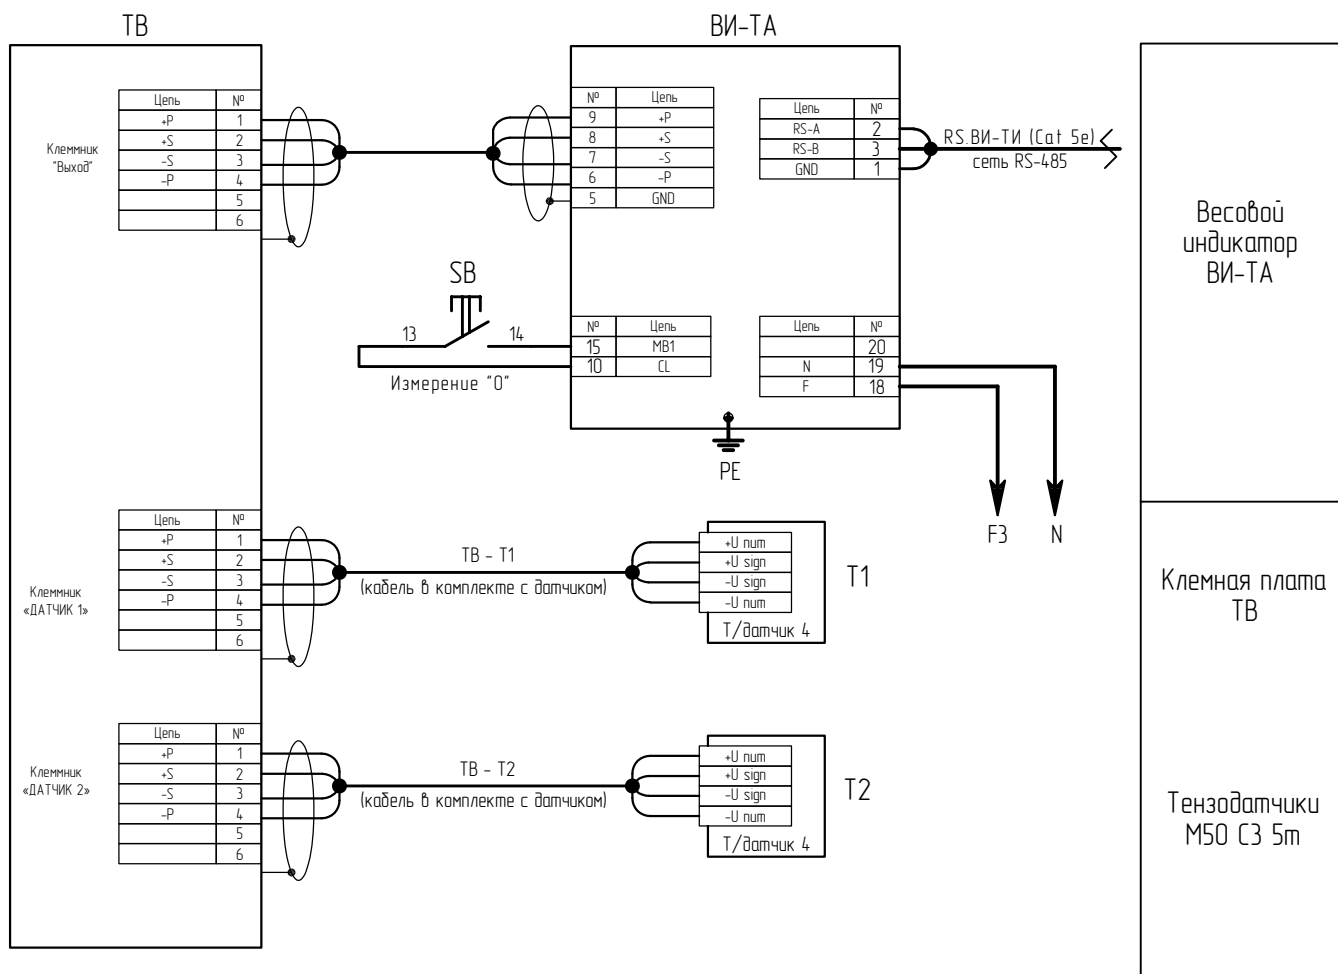 ТВ
ВИ-ТА
Клеммник
"Выход"
Цепь № 
+P 1
+S 2
-S 3
-P 4
5
6
№ Цепь
9 +P
8 +S
7 -S
6 -P
5 GND
Цепь №
RS-A 2
RS-B 3
GND 1
RS.ВИ-ТИ (Cat 5e)
сеть RS-485
Весовой
индикатор
ВИ-ТА
SB
13 14
Измерение "0"
№ Цепь
15 MB1
10 CL
Цепь №
20
N 19
F 18
PE
F3 N
Клеммник
«ДАТЧИК 1»
Цепь №
+P 1
+S 2
-S 3
-P 4
5
6
ТВ - Т1
(кабель в комплекте с датчиком)
+U пит
+U sign
-U sign
-U пит
Т/датчик 4
Т1
Клемная плата
ТВ
Клеммник
«ДАТЧИК 2»
Цепь №
+P 1
+S 2
-S 3
-P 4
5
6
ТВ - Т2
(кабель в комплекте с датчиком)
+U пит
+U sign
-U sign
-U пит
Т/датчик 4
Т2
Тензодатчики
М50 С3 5т